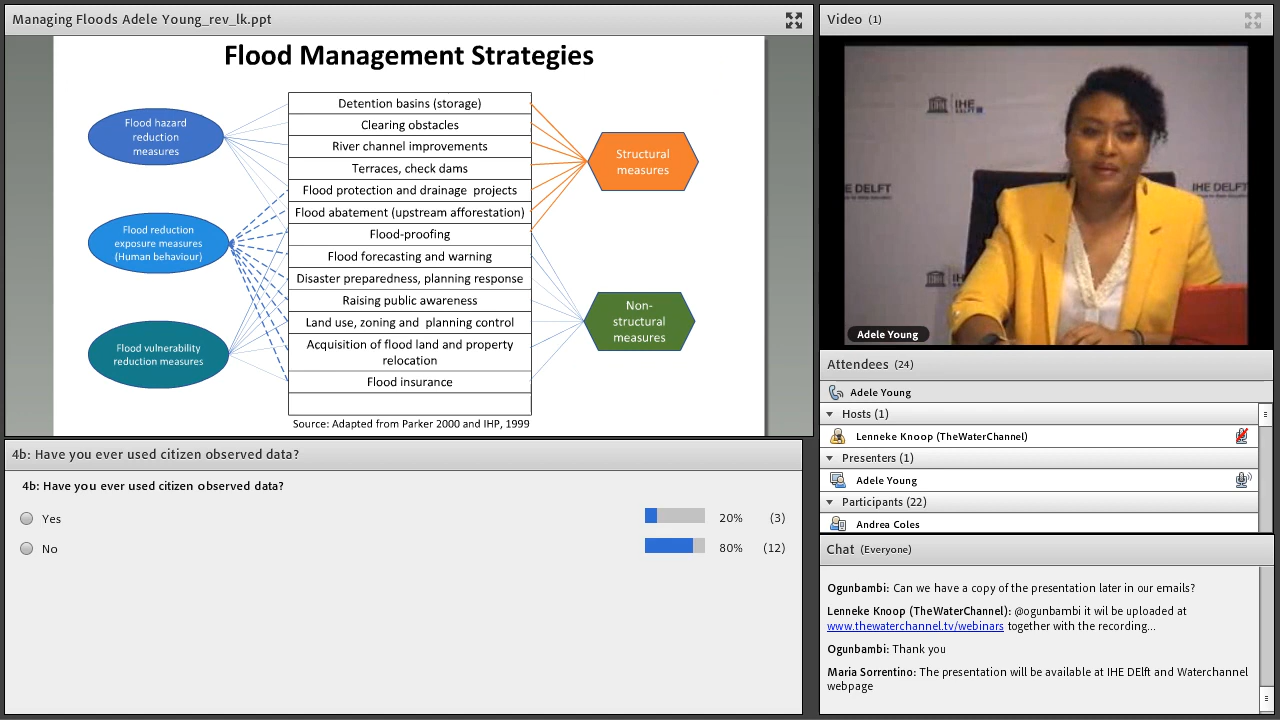 Managing Floods Adele Young_rev_lk.ppt
Flood Management Strategies
Flood hazard
reduction
measures
Flood reduction
exposure measures
(Human behaviour)
Flood vulnerability
reduction measures
Detention basins (storage)
Clearing obstacles
River channel improvements
Terraces, check dams
Flood protection and drainage projects
Flood abatement (upstream afforestation)
Flood-proofing
Flood forecasting and warning
Disaster preparedness, planning response
Raising public awareness
Land use, zoning and planning control
Acquisition of flood land and property
relocation
Flood insurance
Structural
measures
Non-
structural
measures
Source: Adapted from Parker 2000 and IHP, 1999
4b: Have you ever used citizen observed data?
4b: Have you ever used citizen observed data?
Yes 20% (3)
No 80% (12)
Video (1)
IHE
DELFT
IHE DELFT
IHE DELFT
Adele Young
Attendees (24)
Adele Young
Hosts (1)
Lenneke Knoop (TheWaterChannel)
Presenters (1)
Adele Young
Participants (22)
Andrea Coles
Chat (Everyone)
Ogunbambi: Can we have a copy of the presentation later in our emails?
Lenneke Knoop (TheWaterChannel): @ogunbambi it wil be uploaded at
www.thewaterchannel.tv/webinars together with the recording...
Ogunbambi: Thank you
Maria Sorrentino: The presentation will be available at IHE DElft and Waterchannel
webpage